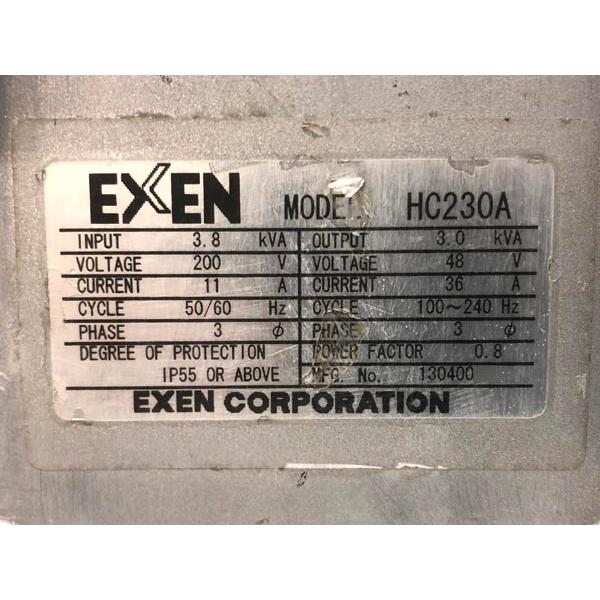 EXEN MODEL HC230A
INPUT 3.8 kVA OUTPUT 3.0 kVA
VOLTAGE 200 V VOLTAGE 48 V
CURRENT 11 A CURRENT 36 A
CYCLE 50/60 Hz CYCLE 100～240 Hz
PHASE 3 ϕ PHASE 3 ϕ
DEGREE OF PROTECTION POWER FACTOR 0.8
IP55 OR ABOVE MFG. No. 130400
EXEN CORPORATION